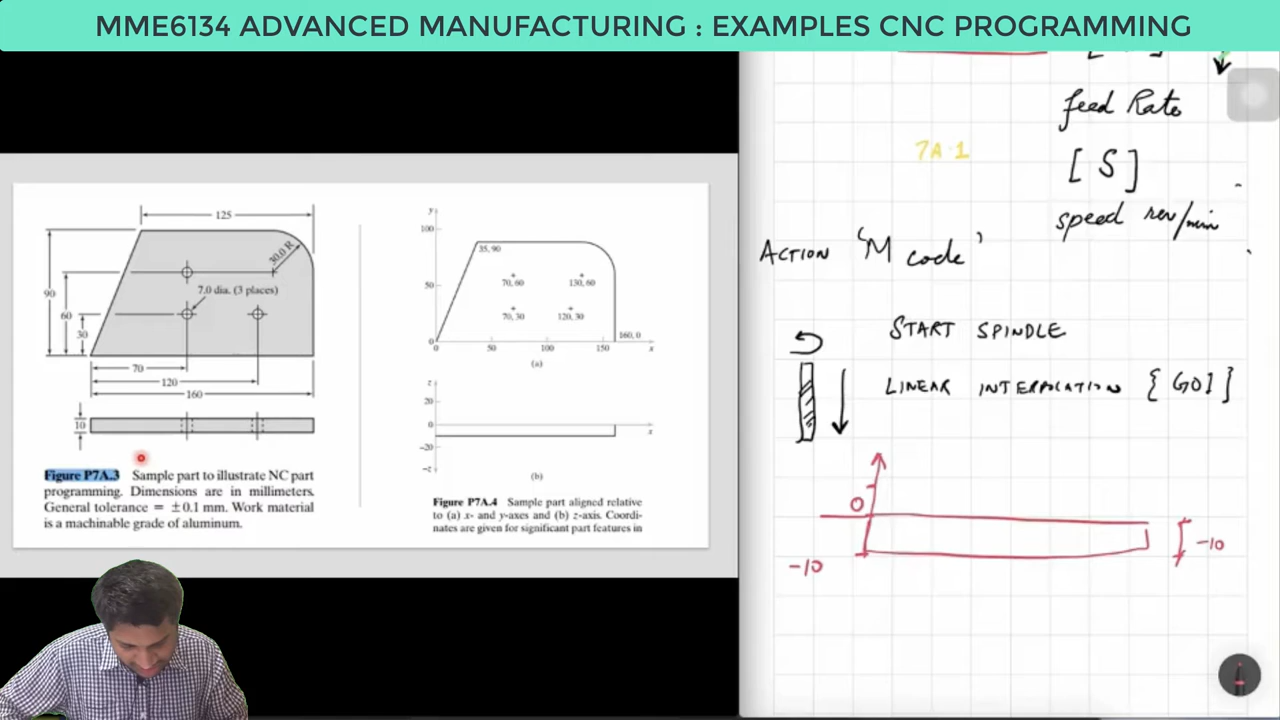 MME6134 ADVANCED MANUFACTURING : EXAMPLES CNC PROGRAMMING
125
30.0 R
7.0 dia. (3 places)
90
60
30
70
120
160
10
Figure P7A.3 Sample part to illustrate NC part
programming. Dimensions are in millimeters.
General tolerance = ±0.1 mm. Work material
is a machinable grade of aluminum.
y
100
35, 90
70, 60
130, 60
50
70, 30
120, 30
160, 0
0
0
50
100
150
x
(a)
z
20
0
x
-20
-z
(b)
Figure P7A.4 Sample part aligned relative
to (a) x- and y-axes and (b) z-axis. Coordi-
nates are given for significant part features in
feed Rate
7A.1
[ S ]
speed rev/min
ACTION 'M code'
START SPINDLE
LINEAR INTERPOLATION { G01 }
0
-10
-10